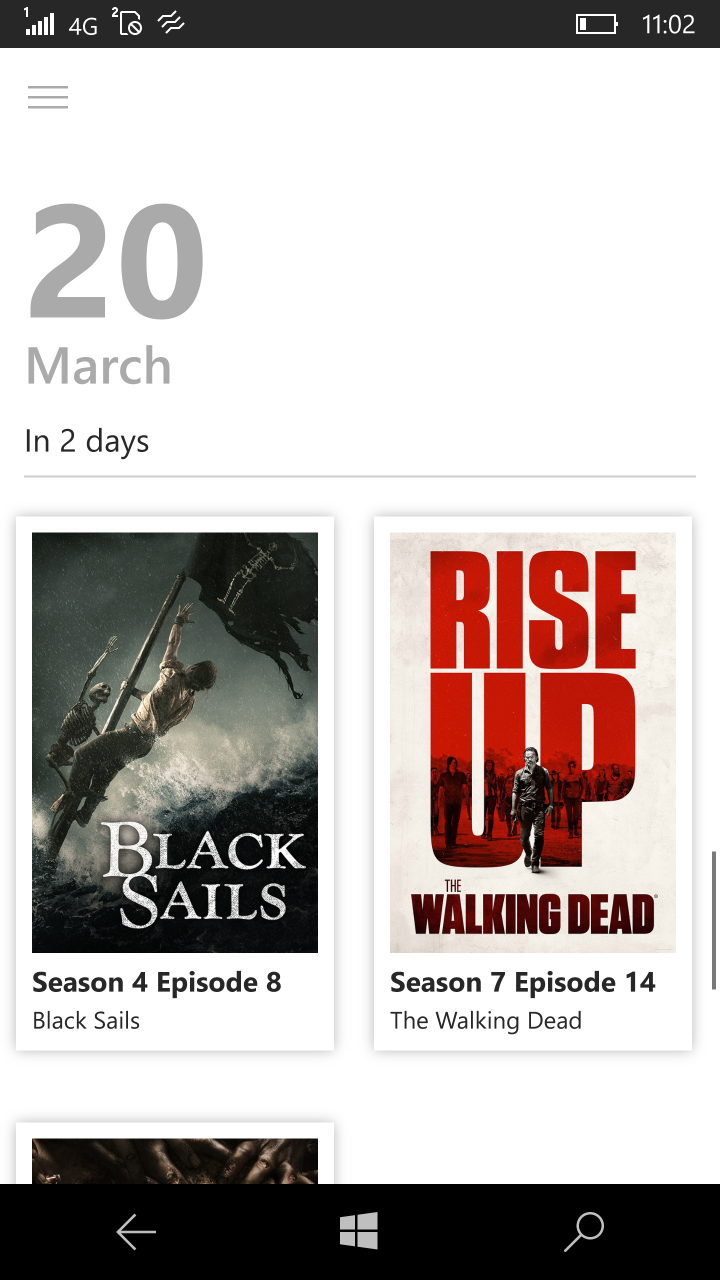 1 4G 2 11:02
20
March
In 2 days
BLACK
SAILS
RISE
UP
THE
WALKING DEAD
Season 4 Episode 8
Black Sails
Season 7 Episode 14
The Walking Dead